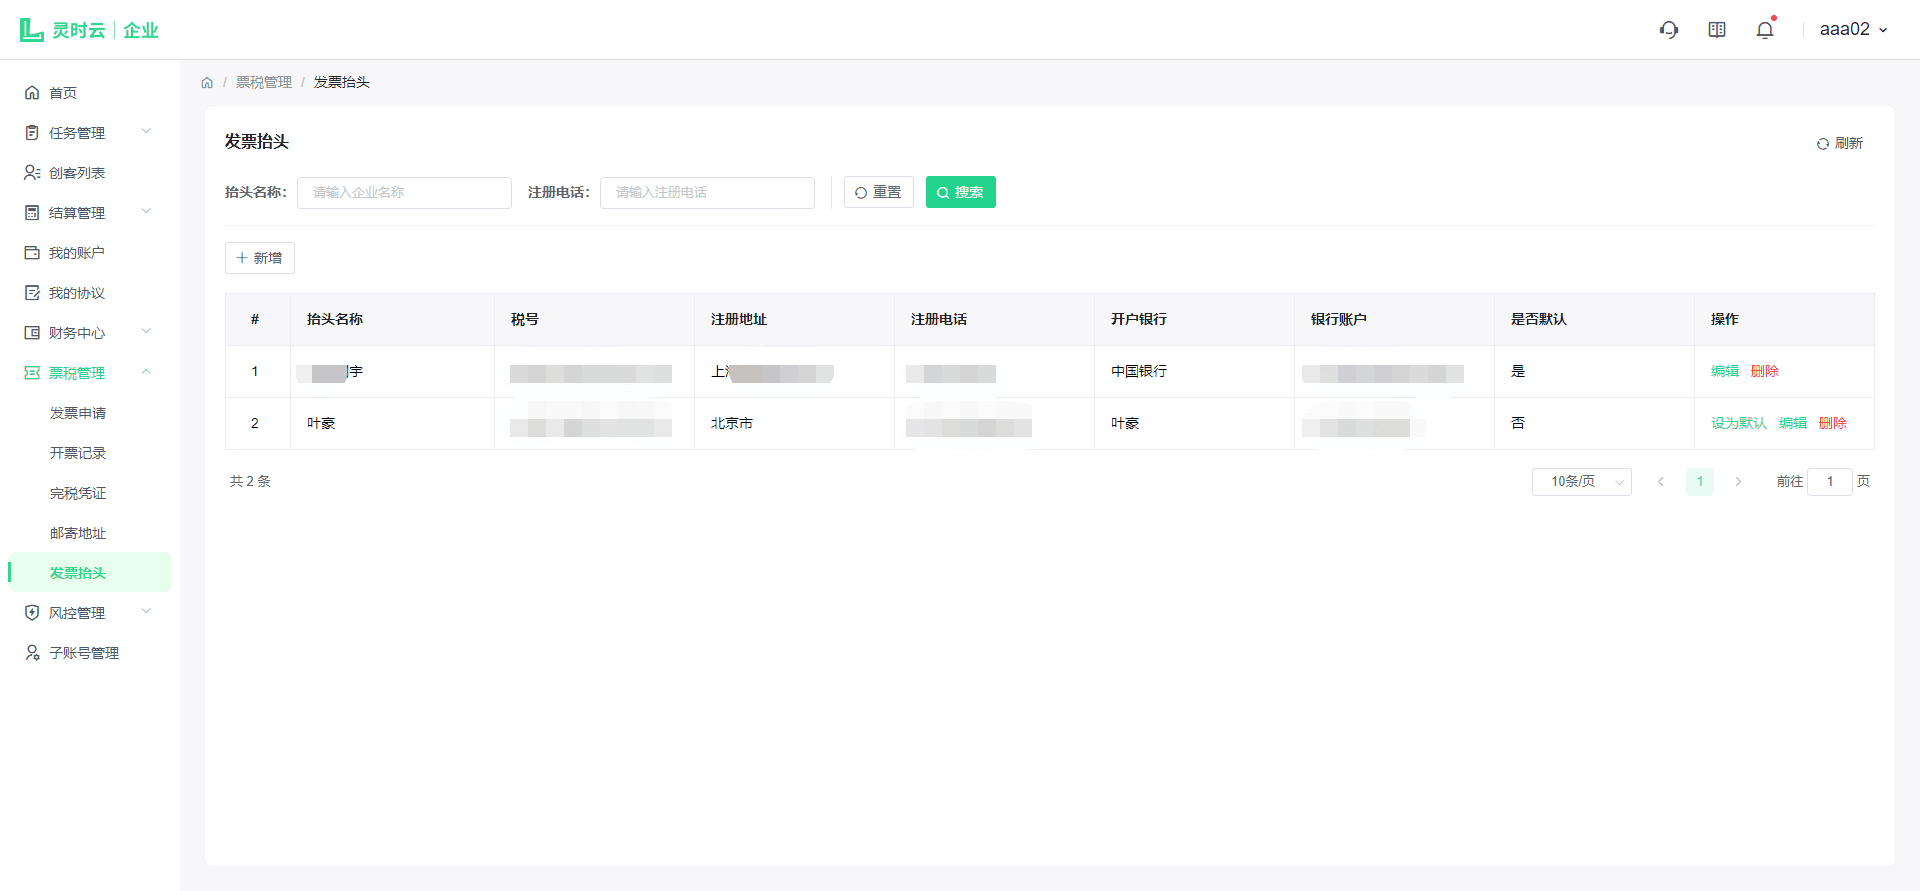 灵时云 | 企业
aaa02
首页
任务管理
创客列表
结算管理
我的账户
我的协议
财务中心
票税管理
发票申请
开票记录
完税凭证
邮寄地址
发票抬头
风控管理
子账号管理
/ 票税管理 / 发票抬头
发票抬头
刷新
抬头名称: 请输入企业名称 注册电话: 请输入注册电话 重置 搜索
新增
# 抬头名称 税号 注册地址 注册电话 开户银行 银行账户 是否默认 操作
1 宇 上 中国银行 是 编辑 删除
2 叶豪 北京市 叶豪 否 设为默认 编辑 删除
共 2 条 10条/页 1 前往 1 页